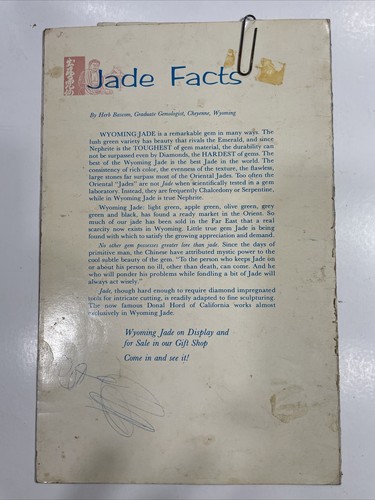 Jade Facts
By Herb Bassom, Graduate Gemologist, Cheyenne, Wyoming
WYOMING JADE is a remarkable gem in many ways. The
lush green variety has beauty that rivals the Emerald, and since
Nephrite is the TOUGHEST of gem material, the durability can
not be surpassed even by Diamonds, the HARDEST of gems. The
best of the Wyoming Jade is the best Jade in the world. The
consistency of rich color, the evenness of the texture, the flawless,
large stones far surpass most of the Oriental Jades. Too often the
Oriental "Jades" are not Jade when scientifically tested in a gem
laboratory. Instead, they are frequently Chalcedony or Serpentine,
while in Wyoming Jade is true Nephrite.
Wyoming Jade: light green, apple green, olive green, grey
green and black, has found a ready market in the Orient. So
much of our jade has been sold in the Far East that a real
scarcity now exists in Wyoming. Little true gem Jade is being
found with which to satisfy the growing appreciation and demand.
No other gem possesses greater lore than jade. Since the days of
primitive man, the Chinese have attributed mystic power to the
cool subtle beauty of the gem. "To the person who keeps Jade on
or about his person no ill, other than death, can come. And he
who will ponder his problems while fondling a bit of Jade will
always act wisely."
Jade, though hard enough to require diamond impregnated
tools for intricate cutting, is readily adapted to fine sculpturing.
The now famous Donal Hord of California works almost
exclusively in Wyoming Jade.
Wyoming Jade on Display and
for Sale in our Gift Shop
Come in and see it!